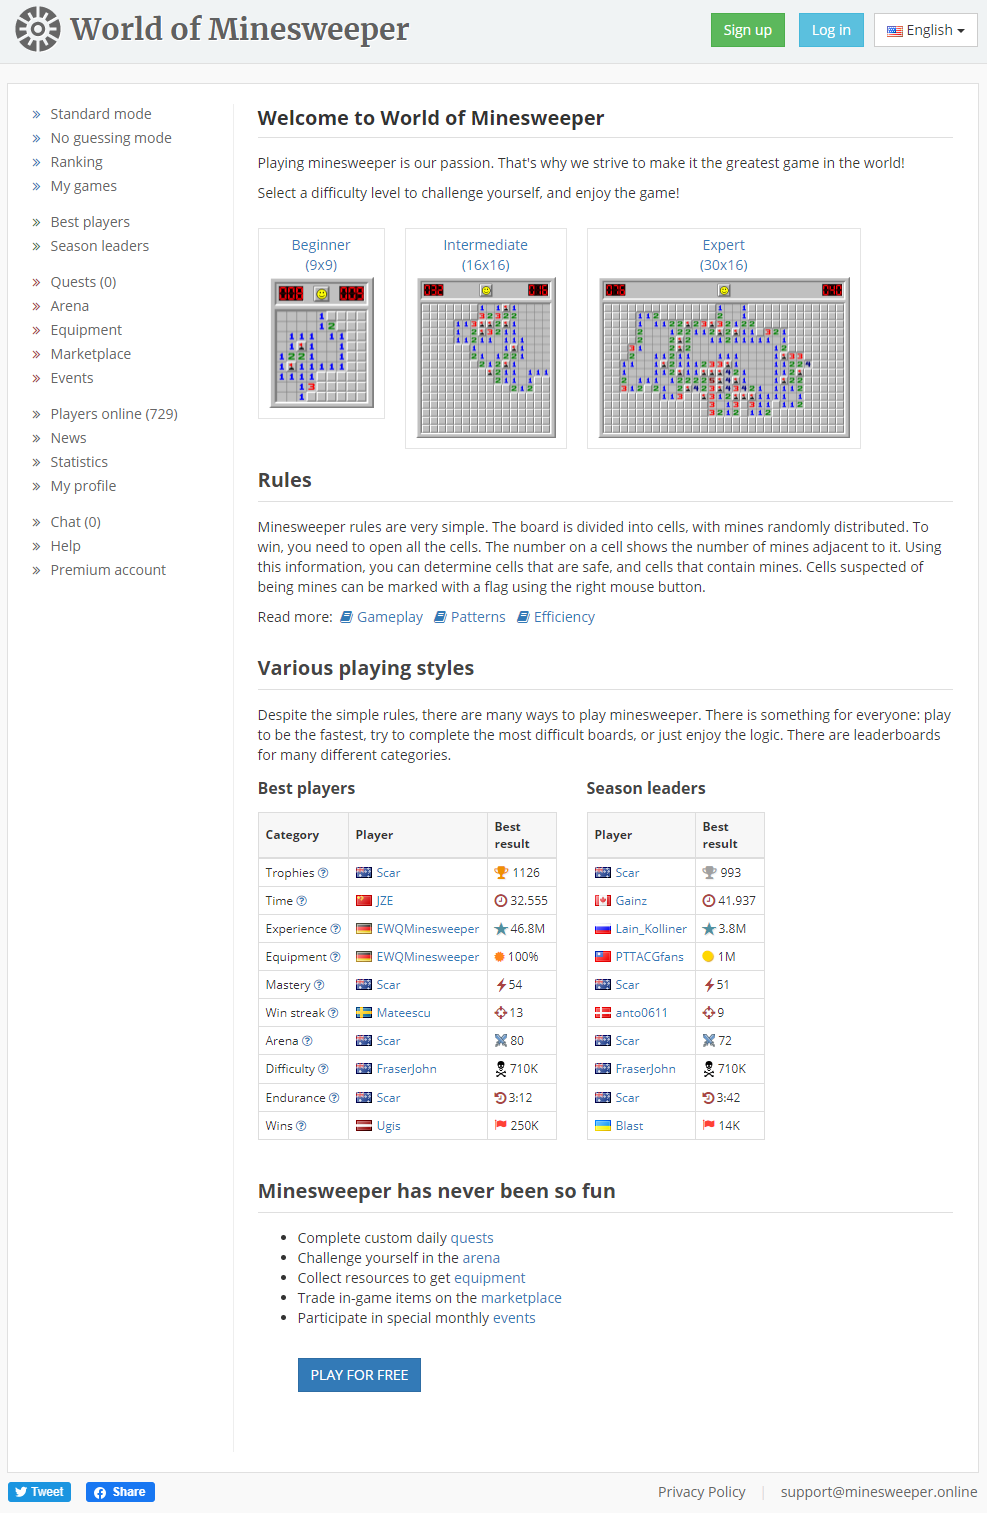 World of Minesweeper
Sign up
Log in
English
Standard mode
No guessing mode
Ranking
My games
Best players
Season leaders
Quests (0)
Arena
Equipment
Marketplace
Events
Players online (729)
News
Statistics
My profile
Chat (0)
Help
Premium account
Welcome to World of Minesweeper
Playing minesweeper is our passion. That's why we strive to make it the greatest game in the world!
Select a difficulty level to challenge yourself, and enjoy the game!
Beginner
(9x9)
Intermediate
(16x16)
Expert
(30x16)
Rules
Minesweeper rules are very simple. The board is divided into cells, with mines randomly distributed. To
win, you need to open all the cells. The number on a cell shows the number of mines adjacent to it. Using
this information, you can determine cells that are safe, and cells that contain mines. Cells suspected of
being mines can be marked with a flag using the right mouse button.
Read more: Gameplay Patterns Efficiency
Various playing styles
Despite the simple rules, there are many ways to play minesweeper. There is something for everyone: play
to be the fastest, try to complete the most difficult boards, or just enjoy the logic. There are leaderboards
for many different categories.
Best players
Category Player Best result
Trophies Scar 1126
Time JZE 32.555
Experience EWQMinesweeper 46.8M
Equipment EWQMinesweeper 100%
Mastery Scar 54
Win streak Mateescu 13
Arena Scar 80
Difficulty FraserJohn 710K
Endurance Scar 3:12
Wins Ugis 250K
Season leaders
Player Best result
Scar 993
Gainz 41.937
Lain_Kolliner 3.8M
PTTACGfans 1M
Scar 51
anto0611 9
Scar 72
FraserJohn 710K
Scar 3:42
Blast 14K
Minesweeper has never been so fun
Complete custom daily quests
Challenge yourself in the arena
Collect resources to get equipment
Trade in-game items on the marketplace
Participate in special monthly events
PLAY FOR FREE
Tweet
Share
Privacy Policy
support@minesweeper.online